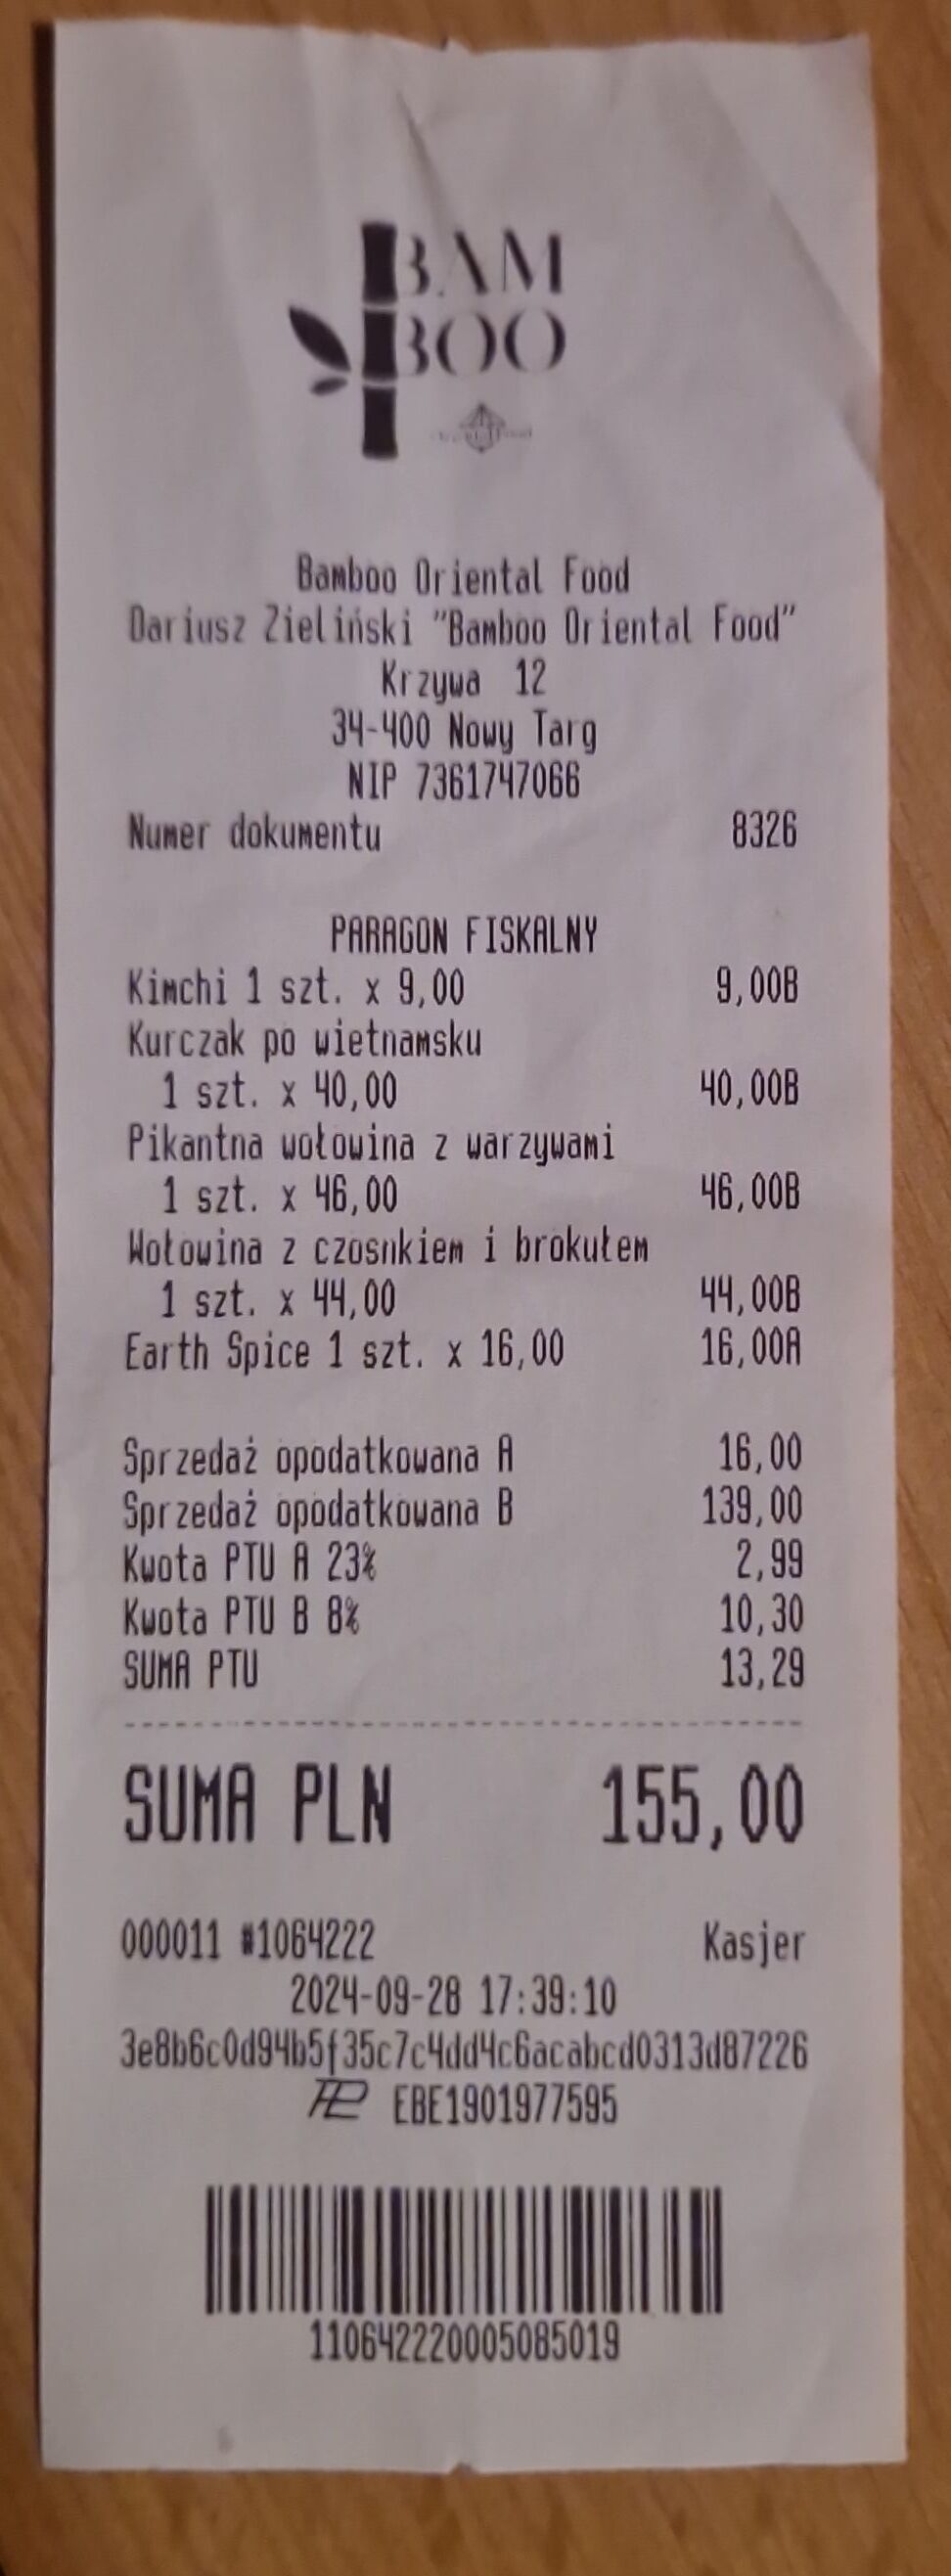 BAM
BOO
Bamboo Oriental Food
Dariusz Zieliński "Bamboo Oriental Food"
Krzywa 12
34-400 Nowy Targ
NIP 7361747066
Numer dokumentu 8326
PARAGON FISKALNY
Kimchi 1 szt. x 9,00 9,00B
Kurczak po wietnamsku
1 szt. x 40,00 40,00B
Pikantna wołowina z warzywami
1 szt. x 46,00 46,00B
Wołowina z czosnkiem i brokułem
1 szt. x 44,00 44,00B
Earth Spice 1 szt. x 16,00 16,00A
Sprzedaż opodatkowana A 16,00
Sprzedaż opodatkowana B 139,00
Kwota PTU A 23% 2,99
Kwota PTU B 8% 10,30
SUMA PTU 13,29
SUMA PLN 155,00
000011 #1064222 Kasjer
2024-09-28 17:39:10
3e8b6c0d94b5f35c7c4dd4c6acabcd0313d87226
EBE1901977595
110642220005085019